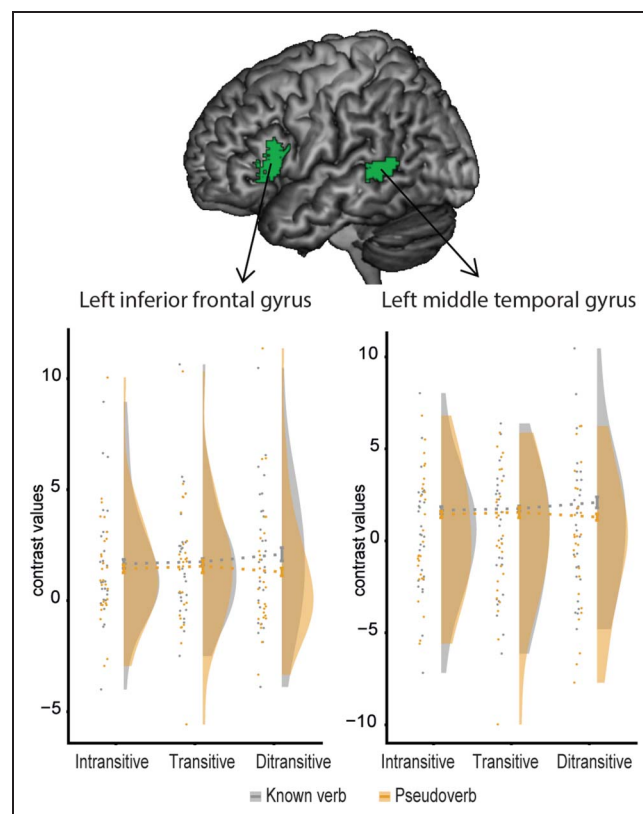 Left inferior frontal gyrus
Left middle temporal gyrus
contrast values
10
5
0
−5
Intransitive Transitive Ditransitive
contrast values
10
5
0
−5
−10
Intransitive Transitive Ditransitive
Known verb Pseudoverb